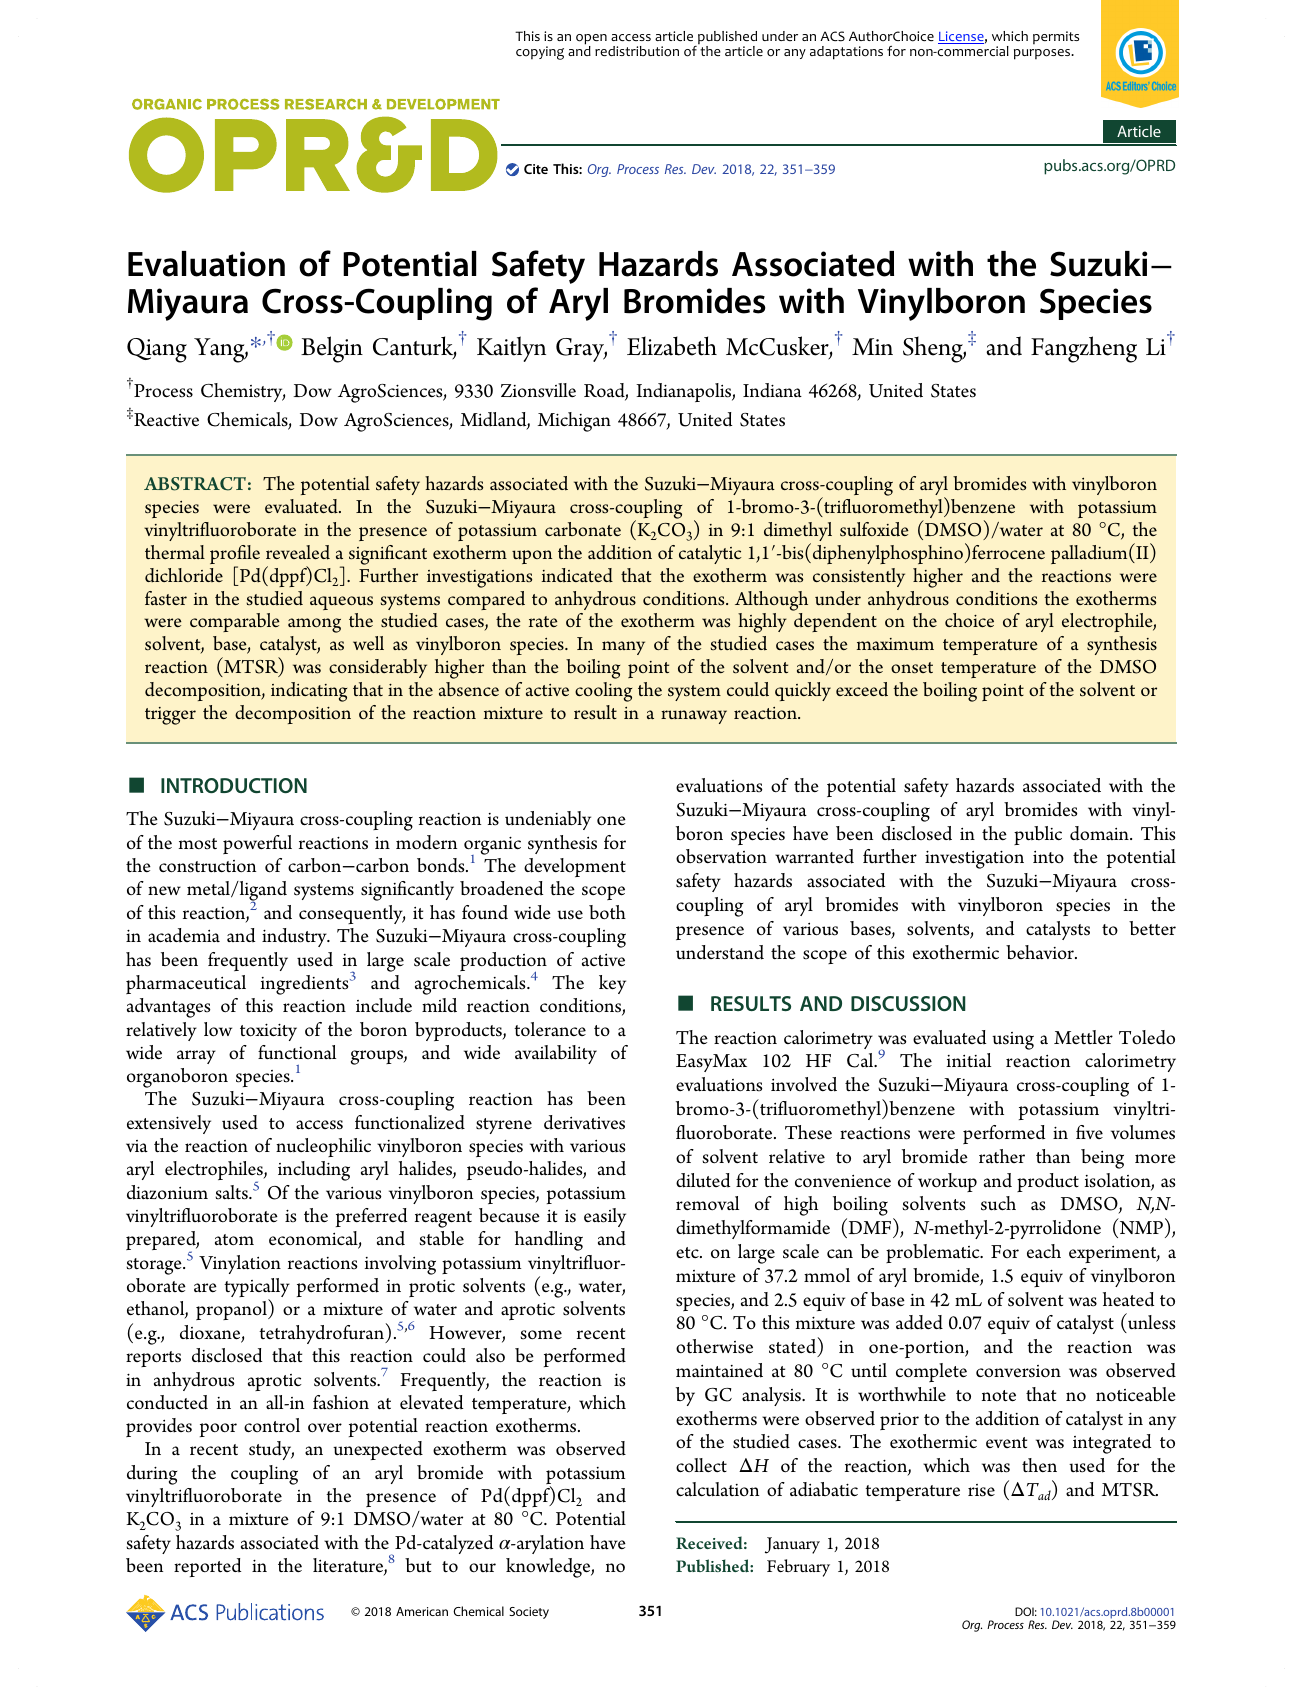 This is an open access article published under an ACS AuthorChoice License, which permits
copying and redistribution of the article or any adaptations for non-commercial purposes.
ACS Editors' Choice
ORGANIC PROCESS RESEARCH & DEVELOPMENT
OPR&D
Article
Cite This: Org. Process Res. Dev. 2018, 22, 351−359
pubs.acs.org/OPRD
Evaluation of Potential Safety Hazards Associated with the Suzuki−
Miyaura Cross-Coupling of Aryl Bromides with Vinylboron Species
Qiang Yang,*,† iD Belgin Canturk,† Kaitlyn Gray,† Elizabeth McCusker,† Min Sheng,‡ and Fangzheng Li†
†Process Chemistry, Dow AgroSciences, 9330 Zionsville Road, Indianapolis, Indiana 46268, United States
‡Reactive Chemicals, Dow AgroSciences, Midland, Michigan 48667, United States
ABSTRACT: The potential safety hazards associated with the Suzuki−Miyaura cross-coupling of aryl bromides with vinylboron
species were evaluated. In the Suzuki−Miyaura cross-coupling of 1-bromo-3-(trifluoromethyl)benzene with potassium
vinyltrifluoroborate in the presence of potassium carbonate (K2CO3) in 9:1 dimethyl sulfoxide (DMSO)/water at 80 °C, the
thermal profile revealed a significant exotherm upon the addition of catalytic 1,1′-bis(diphenylphosphino)ferrocene palladium(II)
dichloride [Pd(dppf)Cl2]. Further investigations indicated that the exotherm was consistently higher and the reactions were
faster in the studied aqueous systems compared to anhydrous conditions. Although under anhydrous conditions the exotherms
were comparable among the studied cases, the rate of the exotherm was highly dependent on the choice of aryl electrophile,
solvent, base, catalyst, as well as vinylboron species. In many of the studied cases the maximum temperature of a synthesis
reaction (MTSR) was considerably higher than the boiling point of the solvent and/or the onset temperature of the DMSO
decomposition, indicating that in the absence of active cooling the system could quickly exceed the boiling point of the solvent or
trigger the decomposition of the reaction mixture to result in a runaway reaction.
■ INTRODUCTION
The Suzuki−Miyaura cross-coupling reaction is undeniably one
of the most powerful reactions in modern organic synthesis for
the construction of carbon−carbon bonds.1 The development
of new metal/ligand systems significantly broadened the scope
of this reaction,2 and consequently, it has found wide use both
in academia and industry. The Suzuki−Miyaura cross-coupling
has been frequently used in large scale production of active
pharmaceutical ingredients3 and agrochemicals.4 The key
advantages of this reaction include mild reaction conditions,
relatively low toxicity of the boron byproducts, tolerance to a
wide array of functional groups, and wide availability of
organoboron species.1
The Suzuki−Miyaura cross-coupling reaction has been
extensively used to access functionalized styrene derivatives
via the reaction of nucleophilic vinylboron species with various
aryl electrophiles, including aryl halides, pseudo-halides, and
diazonium salts.5 Of the various vinylboron species, potassium
vinyltrifluoroborate is the preferred reagent because it is easily
prepared, atom economical, and stable for handling and
storage.5 Vinylation reactions involving potassium vinyltrifluor-
oborate are typically performed in protic solvents (e.g., water,
ethanol, propanol) or a mixture of water and aprotic solvents
(e.g., dioxane, tetrahydrofuran).5,6 However, some recent
reports disclosed that this reaction could also be performed
in anhydrous aprotic solvents.7 Frequently, the reaction is
conducted in an all-in fashion at elevated temperature, which
provides poor control over potential reaction exotherms.
In a recent study, an unexpected exotherm was observed
during the coupling of an aryl bromide with potassium
vinyltrifluoroborate in the presence of Pd(dppf)Cl2 and
K2CO3 in a mixture of 9:1 DMSO/water at 80 °C. Potential
safety hazards associated with the Pd-catalyzed α-arylation have
been reported in the literature,8 but to our knowledge, no
evaluations of the potential safety hazards associated with the
Suzuki−Miyaura cross-coupling of aryl bromides with vinyl-
boron species have been disclosed in the public domain. This
observation warranted further investigation into the potential
safety hazards associated with the Suzuki−Miyaura cross-
coupling of aryl bromides with vinylboron species in the
presence of various bases, solvents, and catalysts to better
understand the scope of this exothermic behavior.
■ RESULTS AND DISCUSSION
The reaction calorimetry was evaluated using a Mettler Toledo
EasyMax 102 HF Cal.9 The initial reaction calorimetry
evaluations involved the Suzuki−Miyaura cross-coupling of 1-
bromo-3-(trifluoromethyl)benzene with potassium vinyltri-
fluoroborate. These reactions were performed in five volumes
of solvent relative to aryl bromide rather than being more
diluted for the convenience of workup and product isolation, as
removal of high boiling solvents such as DMSO, N,N-
dimethylformamide (DMF), N-methyl-2-pyrrolidone (NMP),
etc. on large scale can be problematic. For each experiment, a
mixture of 37.2 mmol of aryl bromide, 1.5 equiv of vinylboron
species, and 2.5 equiv of base in 42 mL of solvent was heated to
80 °C. To this mixture was added 0.07 equiv of catalyst (unless
otherwise stated) in one-portion, and the reaction was
maintained at 80 °C until complete conversion was observed
by GC analysis. It is worthwhile to note that no noticeable
exotherms were observed prior to the addition of catalyst in any
of the studied cases. The exothermic event was integrated to
collect ΔH of the reaction, which was then used for the
calculation of adiabatic temperature rise (ΔTad) and MTSR.
Received: January 1, 2018
Published: February 1, 2018
ACS Publications
© 2018 American Chemical Society
351
DOI: 10.1021/acs.oprd.8b00001
Org. Process Res. Dev. 2018, 22, 351−359